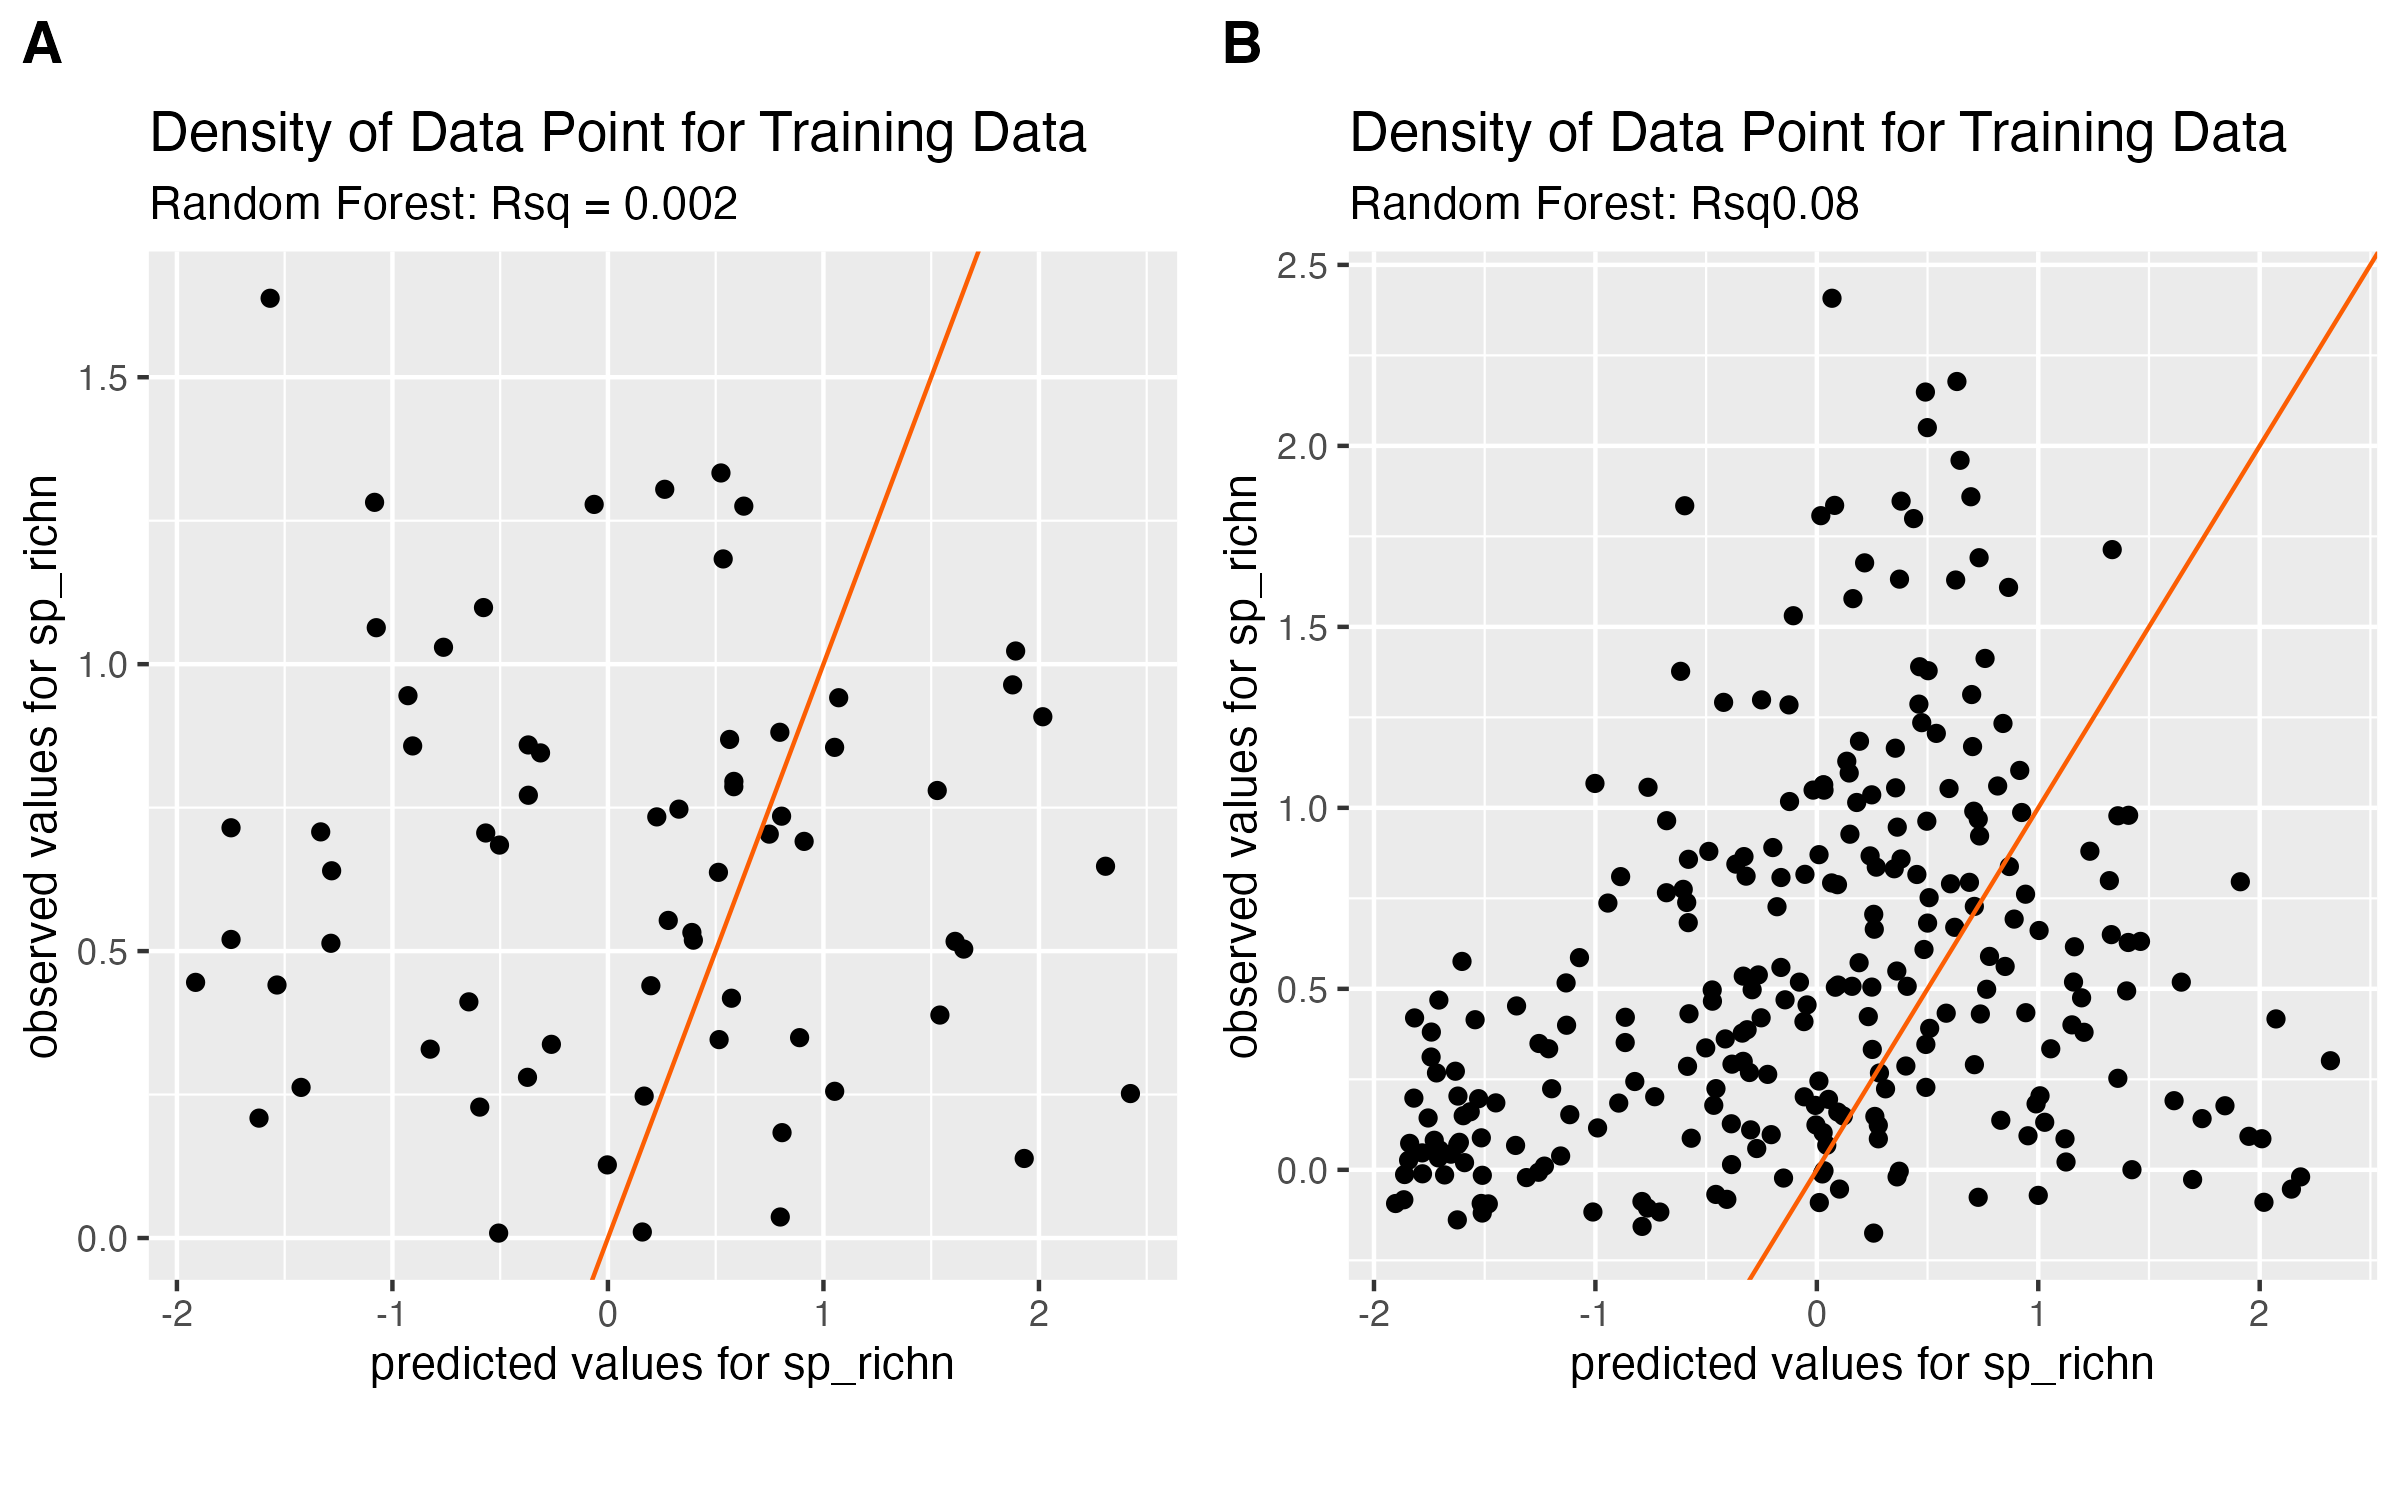 A
Density of Data Point for Training Data
Random Forest: Rsq = 0.002
observed values for sp_richn
1.5
1.0
0.5
0.0
-2 -1 0 1 2
predicted values for sp_richn
B
Density of Data Point for Training Data
Random Forest: Rsq0.08
observed values for sp_richn
2.5
2.0
1.5
1.0
0.5
0.0
-2 -1 0 1 2
predicted values for sp_richn